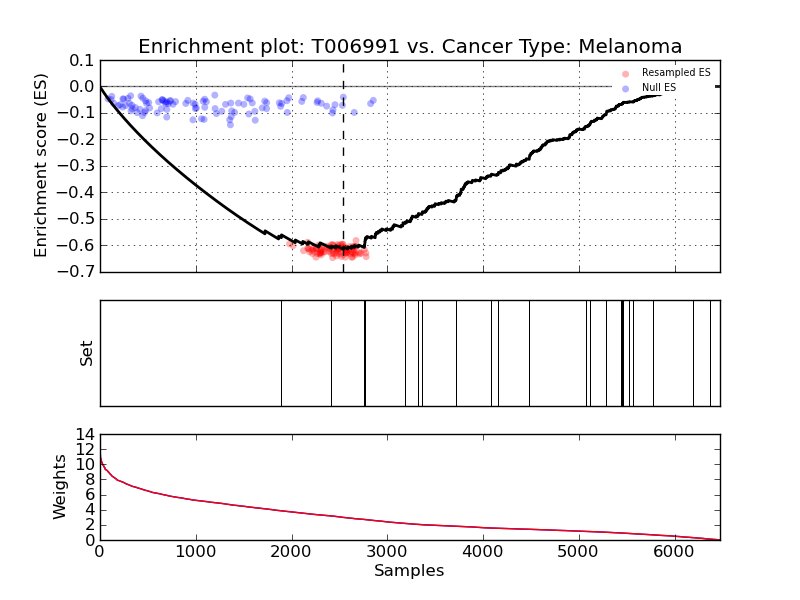 Enrichment plot: T006991 vs. Cancer Type: Melanoma
Enrichment score (ES)
0.1
0.0
−0.1
−0.2
−0.3
−0.4
−0.5
−0.6
−0.7
Resampled ES
Null ES
Set
Weights
14
12
10
8
6
4
2
0
0 1000 2000 3000 4000 5000 6000
Samples